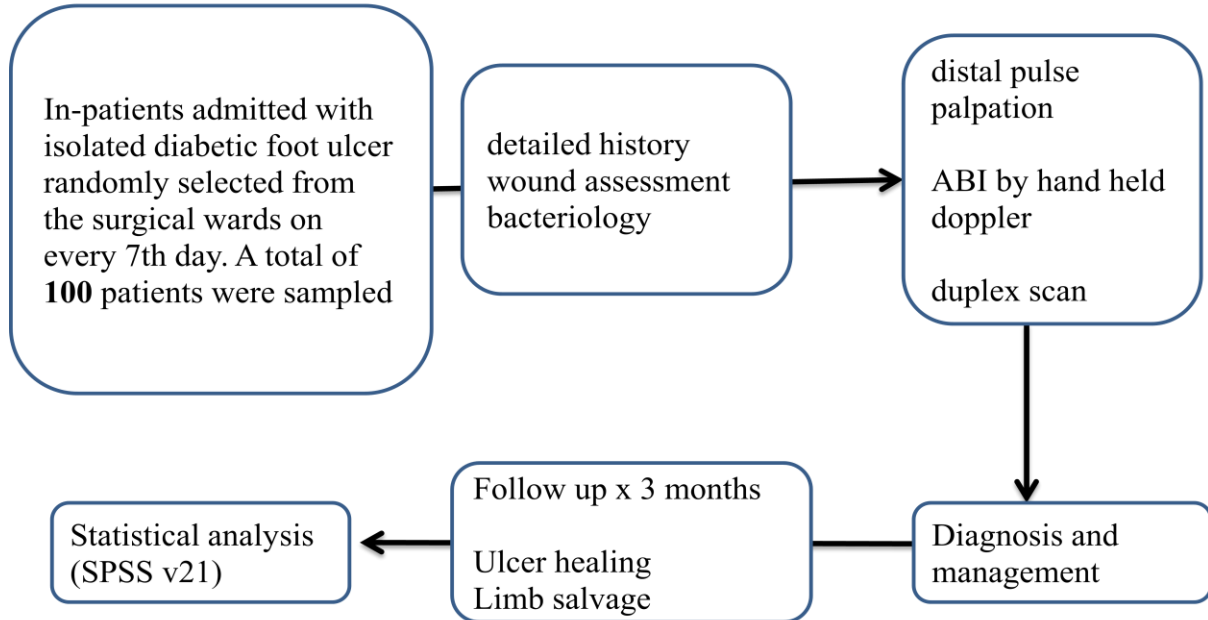 In-patients admitted with
isolated diabetic foot ulcer
randomly selected from
the surgical wards on
every 7th day. A total of
100 patients were sampled
detailed history
wound assessment
bacteriology
distal pulse
palpation
ABI by hand held
doppler
duplex scan
Diagnosis and
management
Follow up x 3 months
Ulcer healing
Limb salvage
Statistical analysis
(SPSS v21)